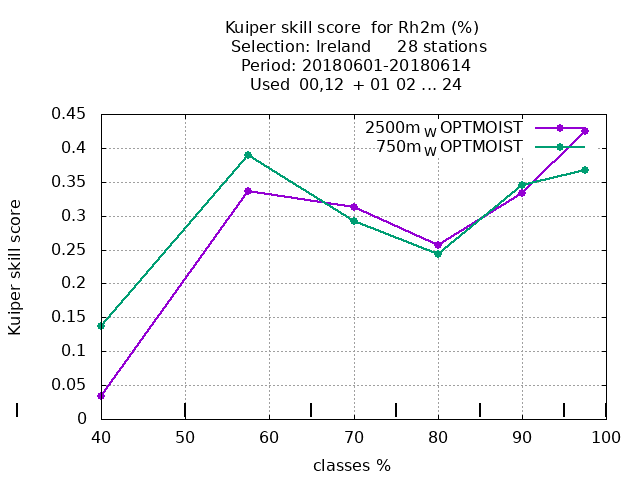 Kuiper skill score  for Rh2m (%)
Selection: Ireland     28 stations
Period: 20180601-20180614
Used  00,12  + 01 02 ... 24
2500m W OPTMOIST
750m W OPTMOIST
Kuiper skill score
0.45
0.4
0.35
0.3
0.25
0.2
0.15
0.1
0.05
0
40 50 60 70 80 90 100
classes %